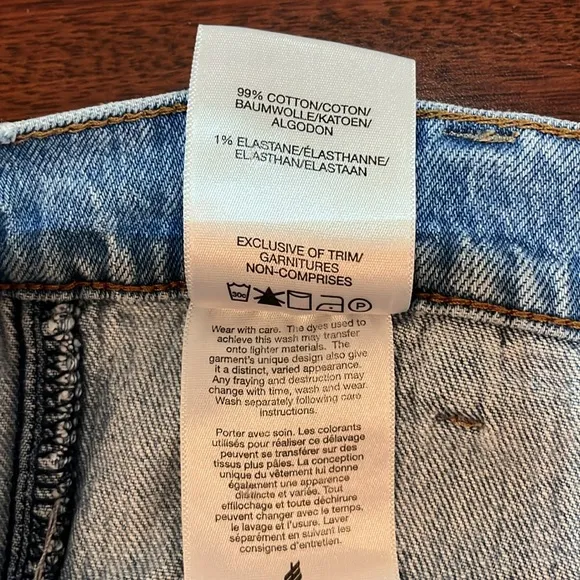 99% COTTON/COTON/
BAUMWOLLE/KATOEN/
ALGODON
1% ELASTANE/ÉLASTHANNE/
ELASTHAN/ELASTAAN
EXCLUSIVE OF TRIM/
GARNITURES
NON-COMPRISES
30c P
Wear with care. The dyes used to
achieve this wash may transfer
onto lighter materials. The
garment's unique design also give
it a distinct, varied appearance.
Any fraying and destruction may
change with time, wash and wear.
Wash separately following care
instructions.
Porter avec soin. Les colorants
utilisés pour réaliser ce délavage
peuvent se transférer sur des
tissus plus pâles. La conception
unique du vêtement lui donne
également une apparence
distincte et variée. Tout
effilochage et toute déchirure
peuvent changer avec le temps,
le lavage et l'usure. Laver
séparément en suivant les
consignes d'entretien.